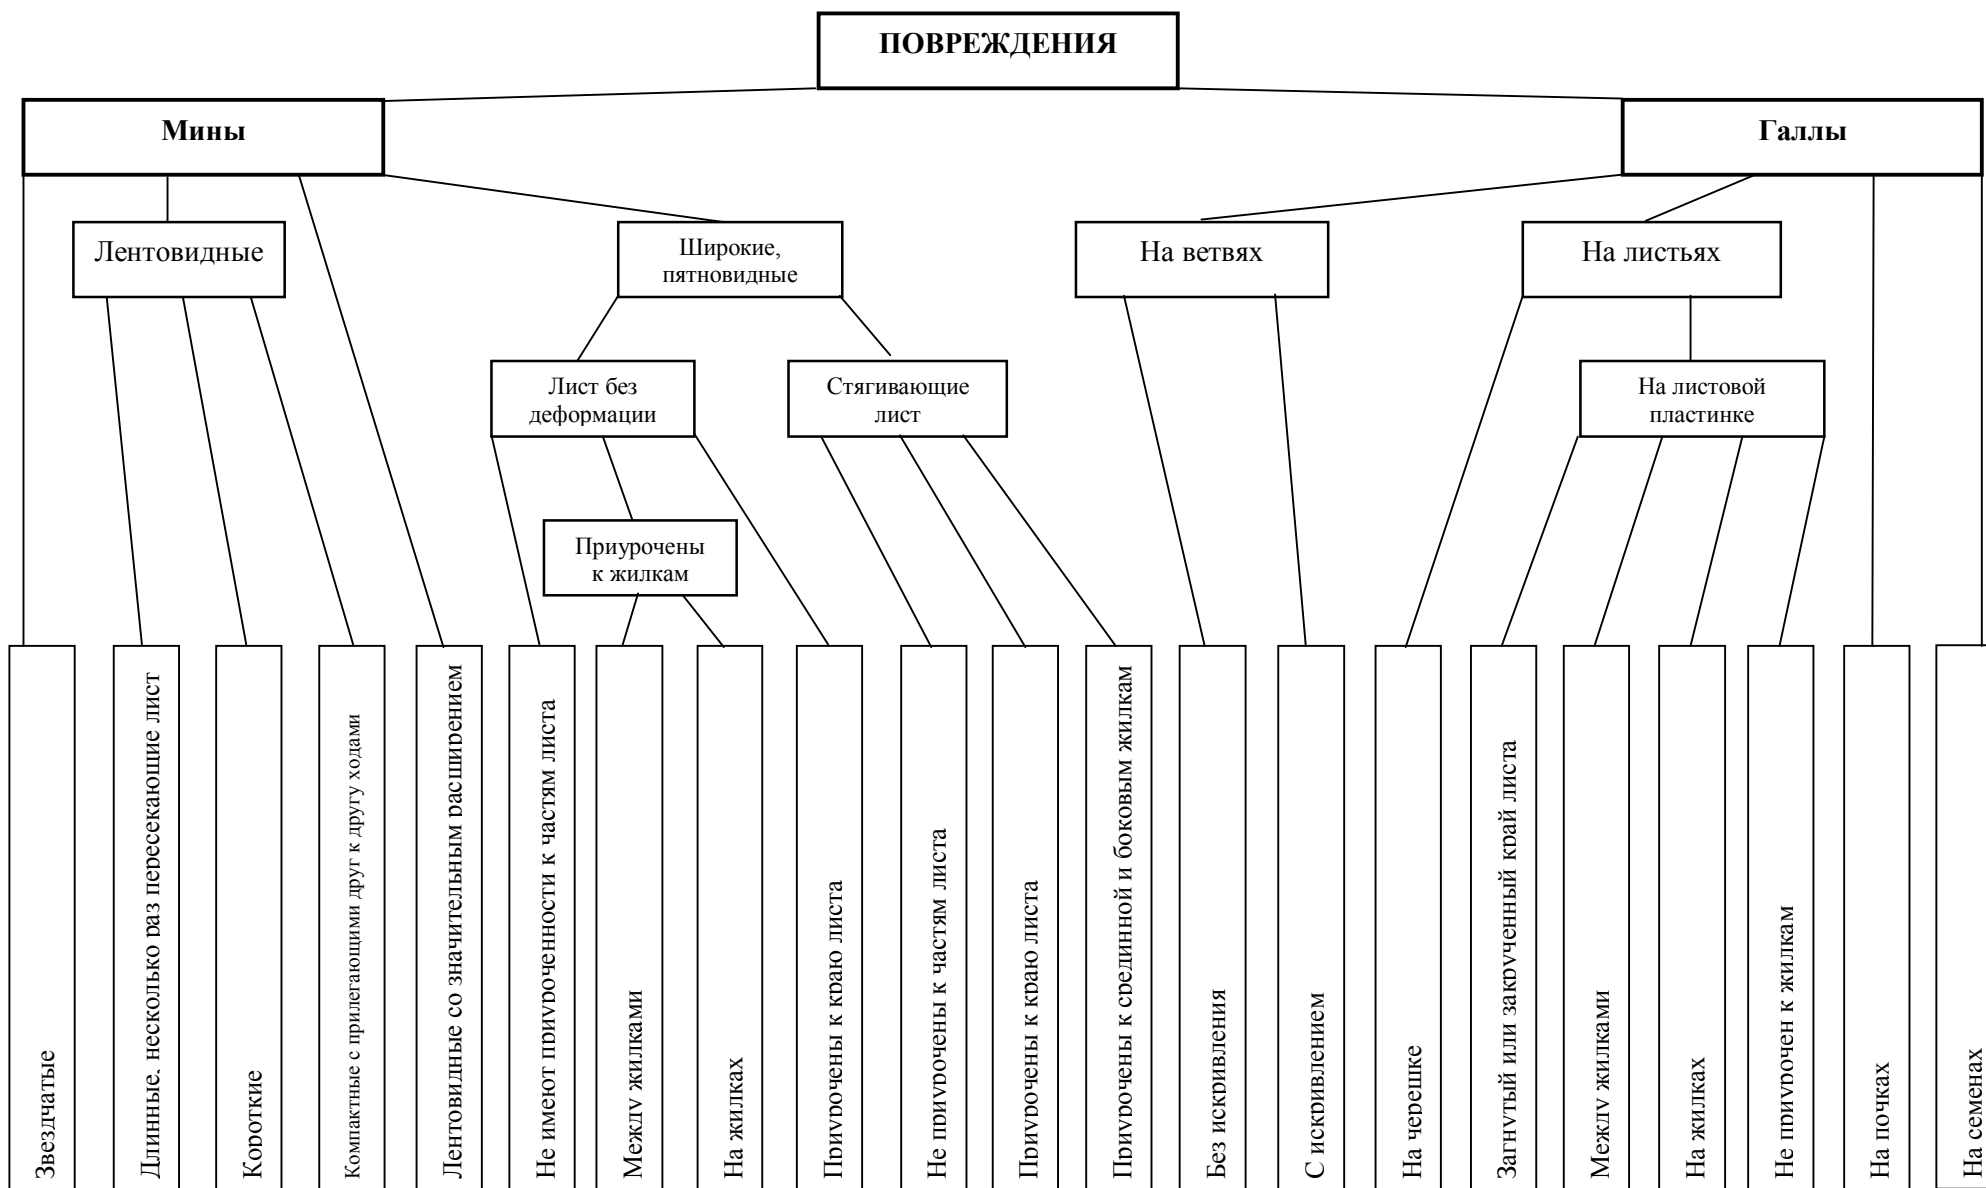 ПОВРЕЖДЕНИЯ
Мины
Галлы
Лентовидные
Широкие,
пятновидные
На ветвях
На листьях
Лист без
деформации
Стягивающие
лист
На листовой
пластинке
Приурочены
к жилкам
Звездчатые
Длинные, несколько раз пересекающие лист
Короткие
Компактные с прилегающими друг к другу ходами
Лентовидные со значительным расширением
Не имеют приуроченности к частям листа
Между жилками
На жилках
Приурочены к краю листа
Не приурочены к частям листа
Приурочены к краю листа
Приурочены к срединной и боковым жилкам
Без искривления
С искривлением
На черешке
Загнутый или закрученный край листа
Между жилками
На жилках
Не приурочен к жилкам
На почках
На семенах